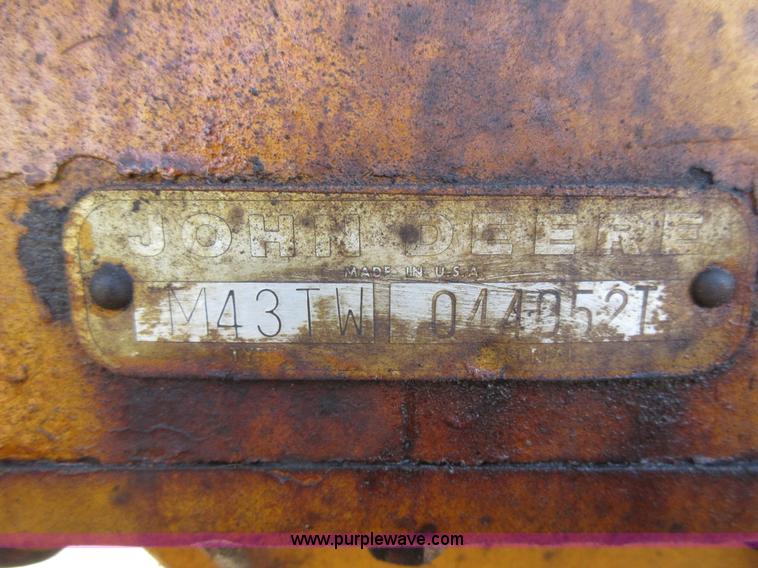 JOHN DEERE
MADE IN U.S.A.
M43TW 044052T
www.purplewave.com